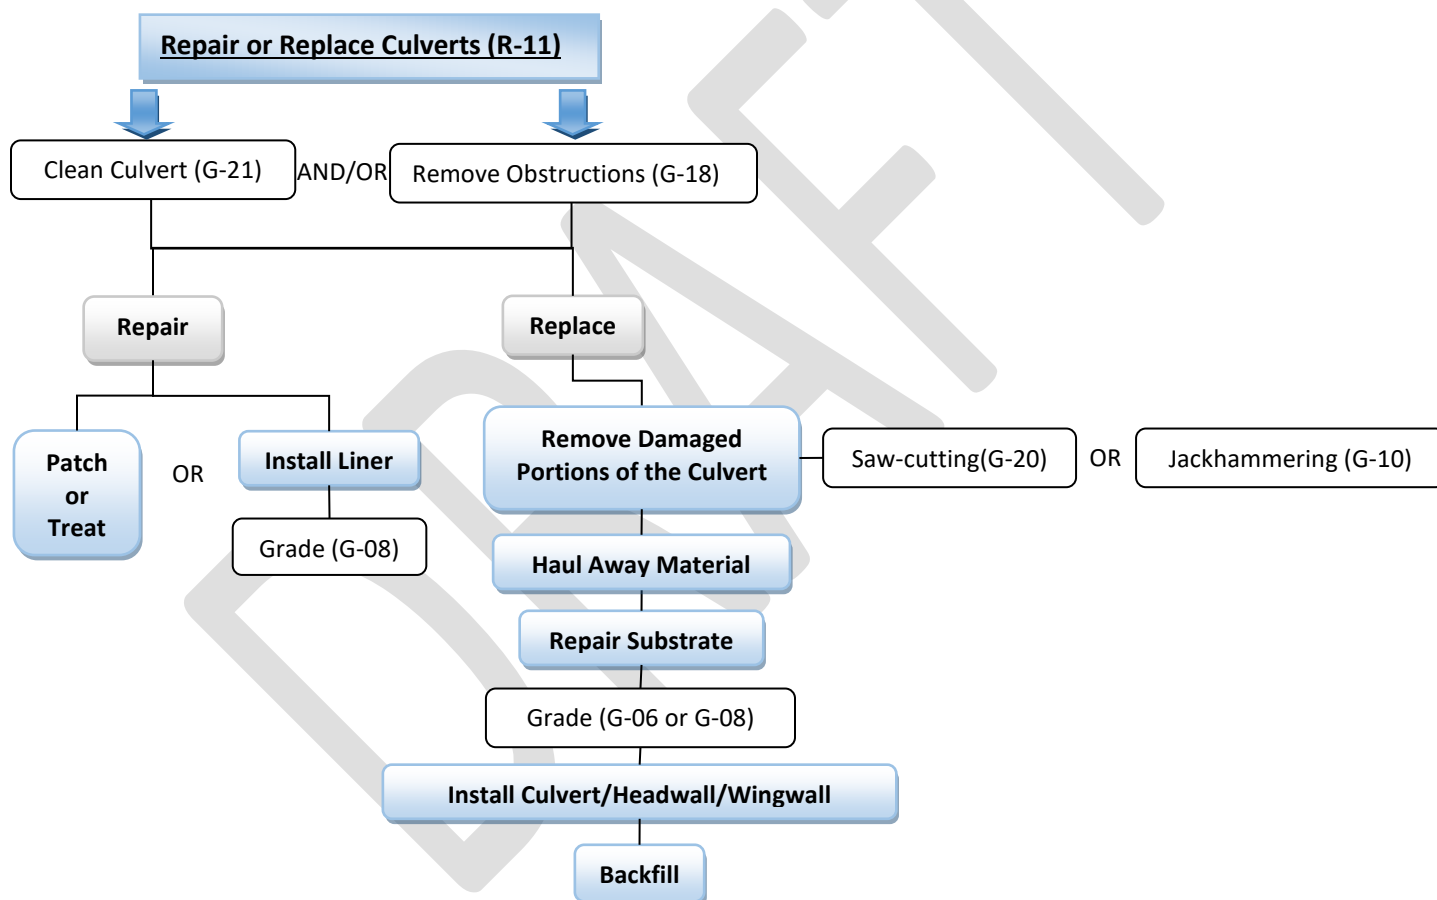 Repair or Replace Culverts (R-11)
Clean Culvert (G-21)
AND/OR
Remove Obstructions (G-18)
Repair
Replace
Patch
or
Treat
OR
Install Liner
Grade (G-08)
Remove Damaged
Portions of the Culvert
Saw-cutting(G-20)
OR
Jackhammering (G-10)
Haul Away Material
Repair Substrate
Grade (G-06 or G-08)
Install Culvert/Headwall/Wingwall
Backfill
DRAFT